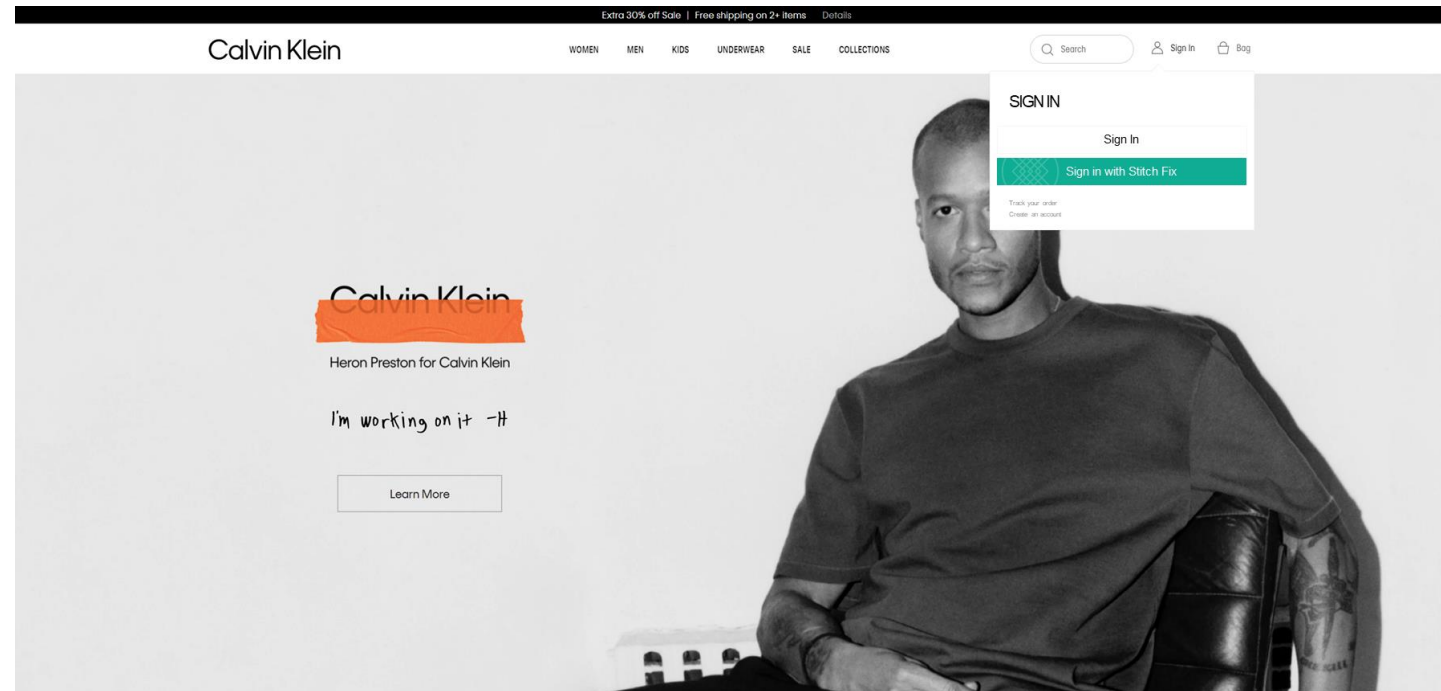 Extra 30% off Sale | Free shipping on 2+ items Details
Calvin Klein
WOMEN MEN KIDS UNDERWEAR SALE COLLECTIONS
Search
Sign In
Bag
SIGN IN
Sign In
Sign in with Stitch Fix
Track your order
Create an account
Calvin Klein
Heron Preston for Calvin Klein
I'm working on it -H
Learn More